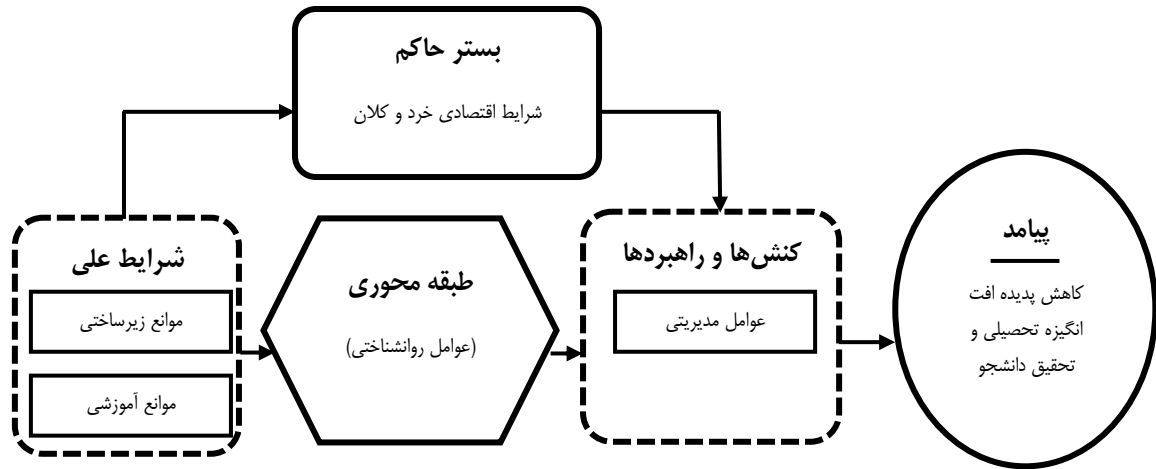 بستر حاکم
شرایط اقتصادی خرد و کلان
شرایط علی
موانع زیرساختی
موانع آموزشی
طبقه محوری
(عوامل روانشناختی)
کنش‌ها و راهبردها
عوامل مدیریتی
پیامد
کاهش پدیده افت
انگیزه تحصیلی و
تحقیق دانشجو